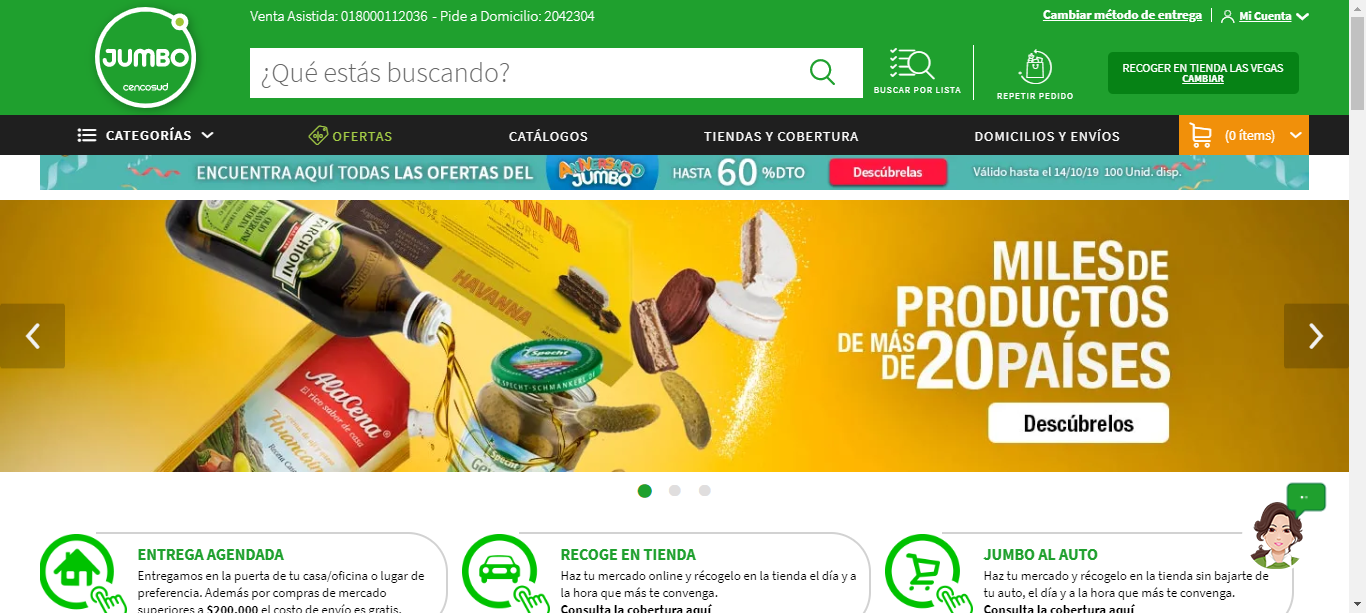 Venta Asistida: 018000112036 - Pide a Domicilio: 2042304
Cambiar método de entrega
Mi Cuenta
JUMBO
cencosud
¿Qué estás buscando?
BUSCAR POR LISTA
REPETIR PEDIDO
RECOGER EN TIENDA LAS VEGAS
CAMBIAR
CATEGORÍAS
OFERTAS
CATÁLOGOS
TIENDAS Y COBERTURA
DOMICILIOS Y ENVÍOS
(0 ítems)
ENCUENTRA AQUÍ TODAS LAS OFERTAS DEL
ANIVERSARIO
JUMBO
HASTA 60 %DTO
Descúbrelas
Válido hasta el 14/10/19 100 Unid. disp.
FARCHIONI
HAVANNA
ALFAJORES
HAVANNA
AlaCena
El rico sabor de casa
Huancaína
Specht
SPECHT-SCHMANKERL
Specht
MILES DE
PRODUCTOS
DE MÁS
DE 20 PAÍSES
Descúbrelos
ENTREGA AGENDADA
Entregamos en la puerta de tu casa/oficina o lugar de
preferencia. Además por compras de mercado
superiores a $200.000 el costo de envío es gratis.
RECOGE EN TIENDA
Haz tu mercado online y récogelo en la tienda el día y a
la hora que más te convenga.
Consulta la cobertura aquí
JUMBO AL AUTO
Haz tu mercado y récogelo en la tienda sin bajarte de
tu auto, el día y a la hora que más te convenga.
Consulta la cobertura aquí